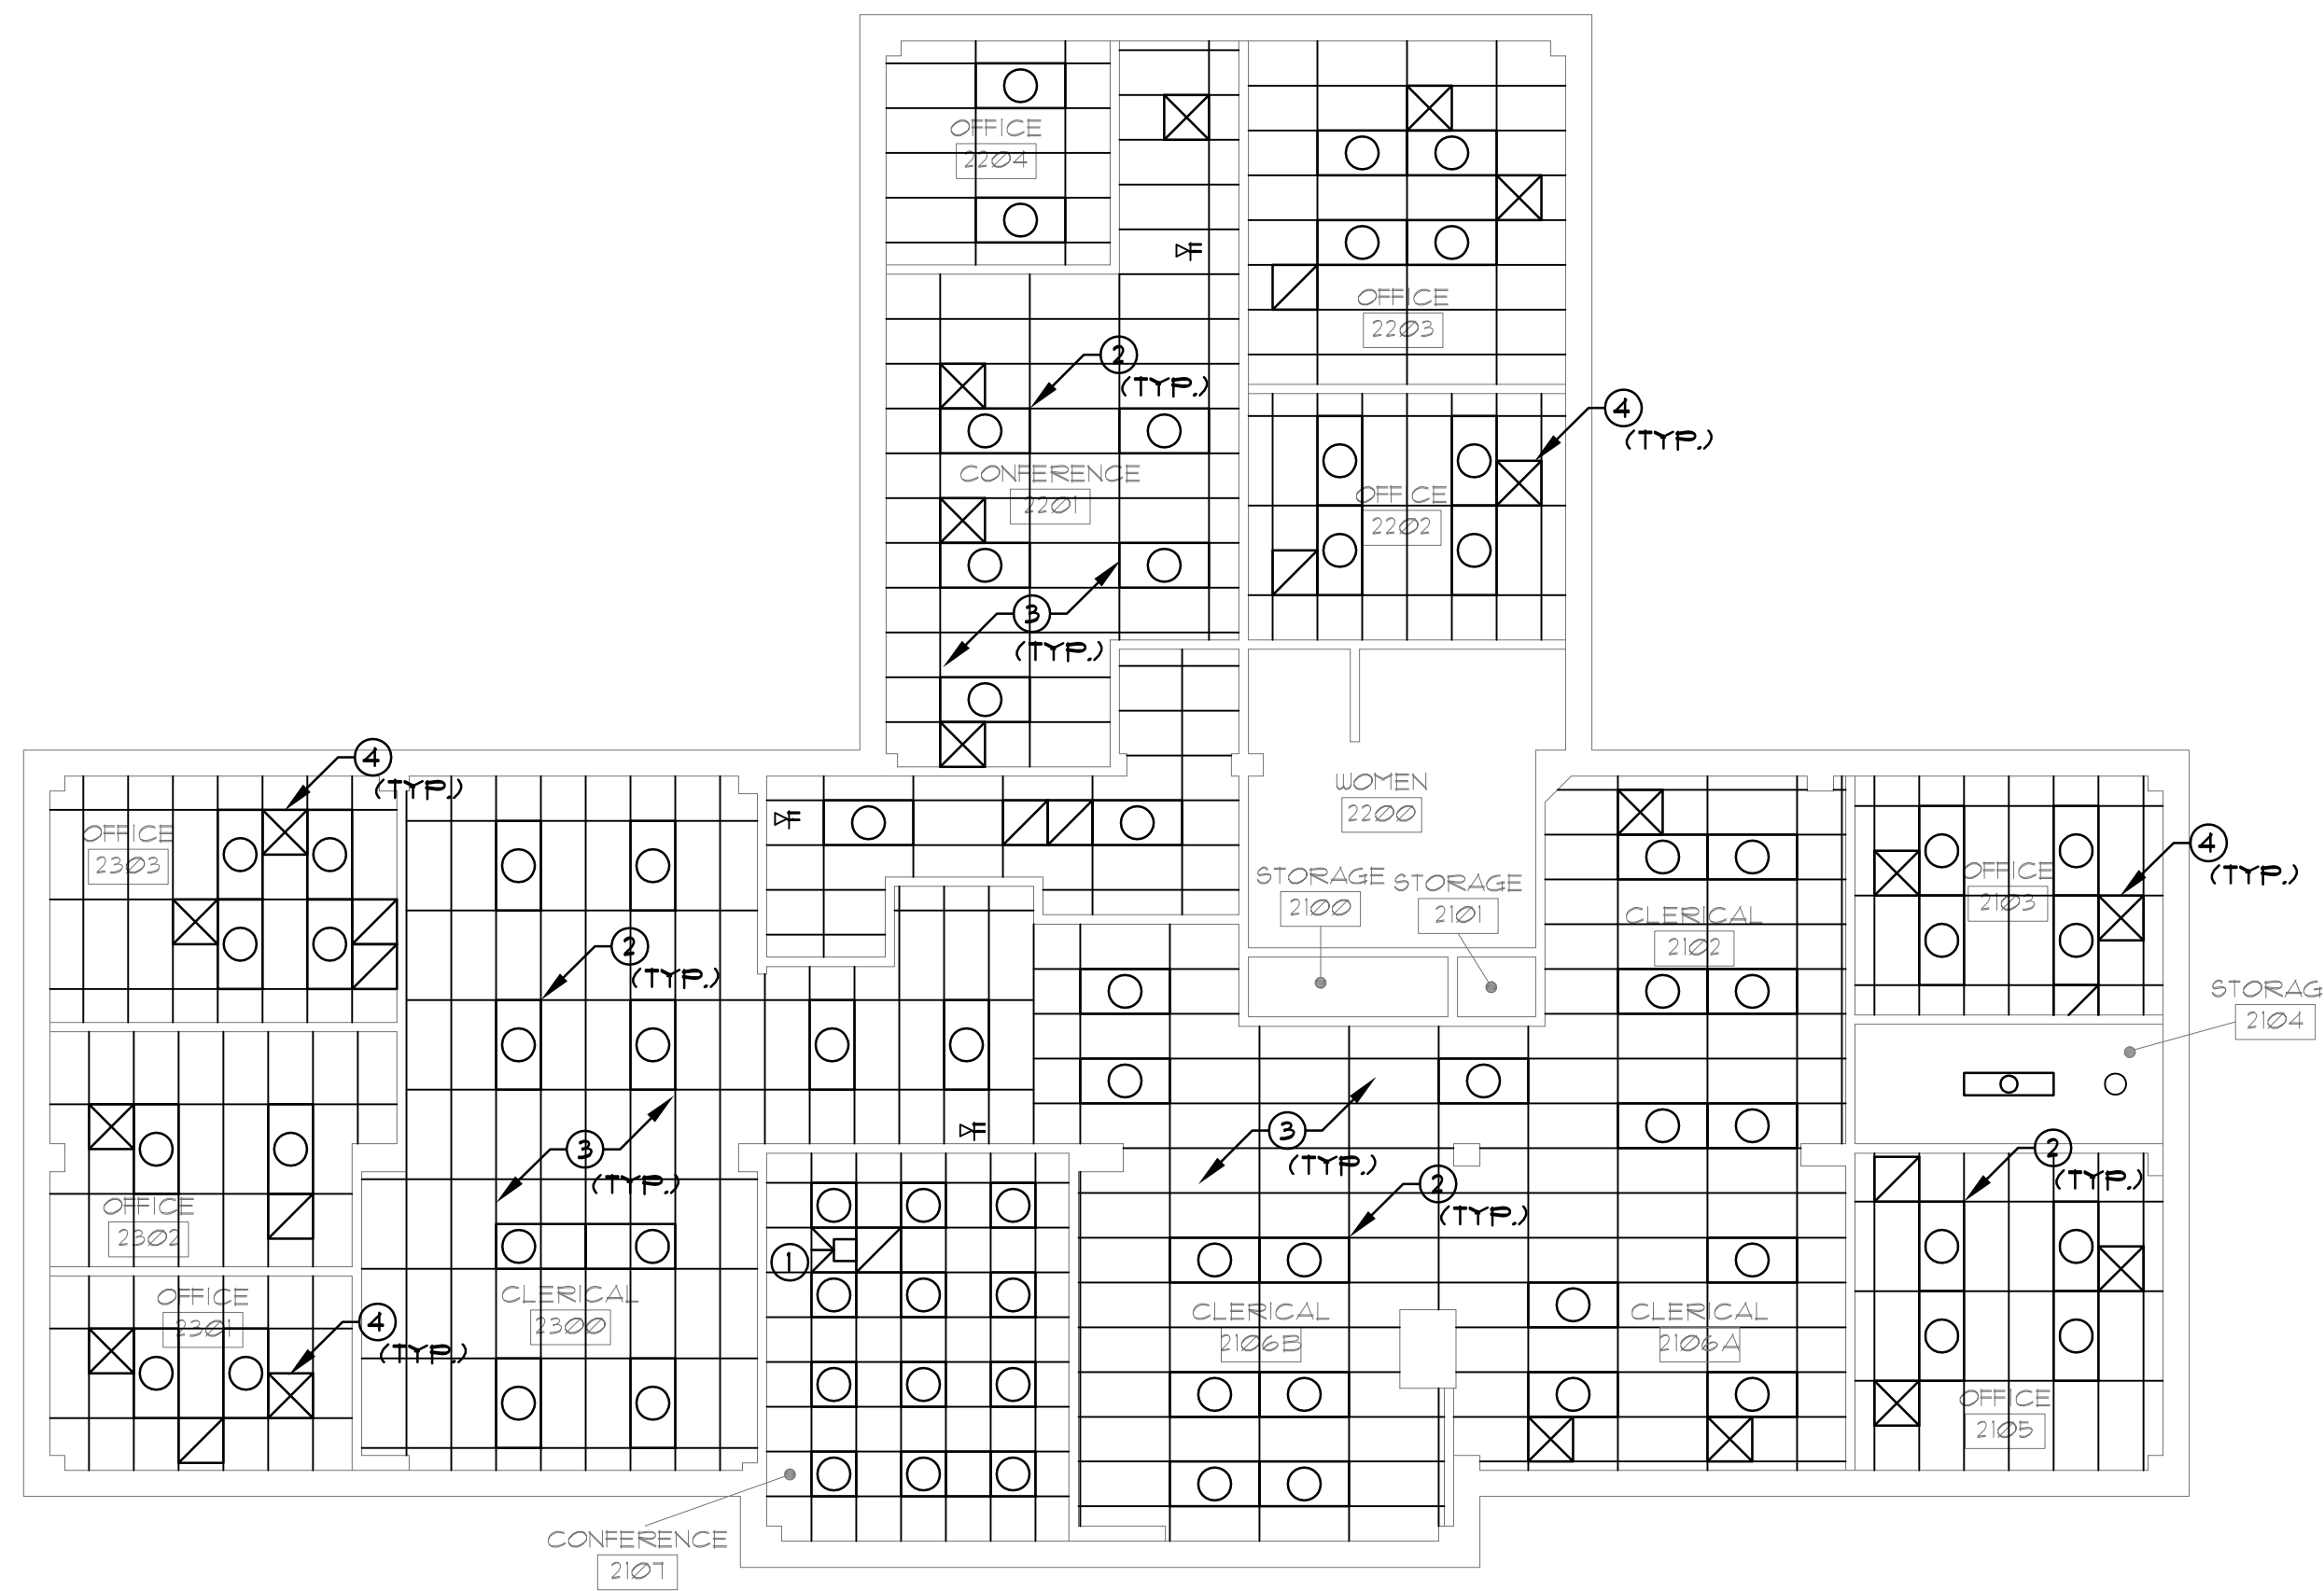 OFFICE
2204
OFFICE
2203
2
(TYP.)
4
(TYP.)
CONFERENCE
2201
OFFICE
2202
3
(TYP.)
4
(TYP.)
WOMEN
2200
OFFICE
2303
4
(TYP.)
STORAGE
2100
STORAGE
2101
CLERICAL
2102
OFFICE
2103
2
(TYP.)
STORAG
2104
3
(TYP.)
3
(TYP.)
2
(TYP.)
2
(TYP.)
OFFICE
2302
1
OFFICE
2301
4
(TYP.)
CLERICAL
2300
CLERICAL
2106B
CLERICAL
2106A
OFFICE
2105
CONFERENCE
2107